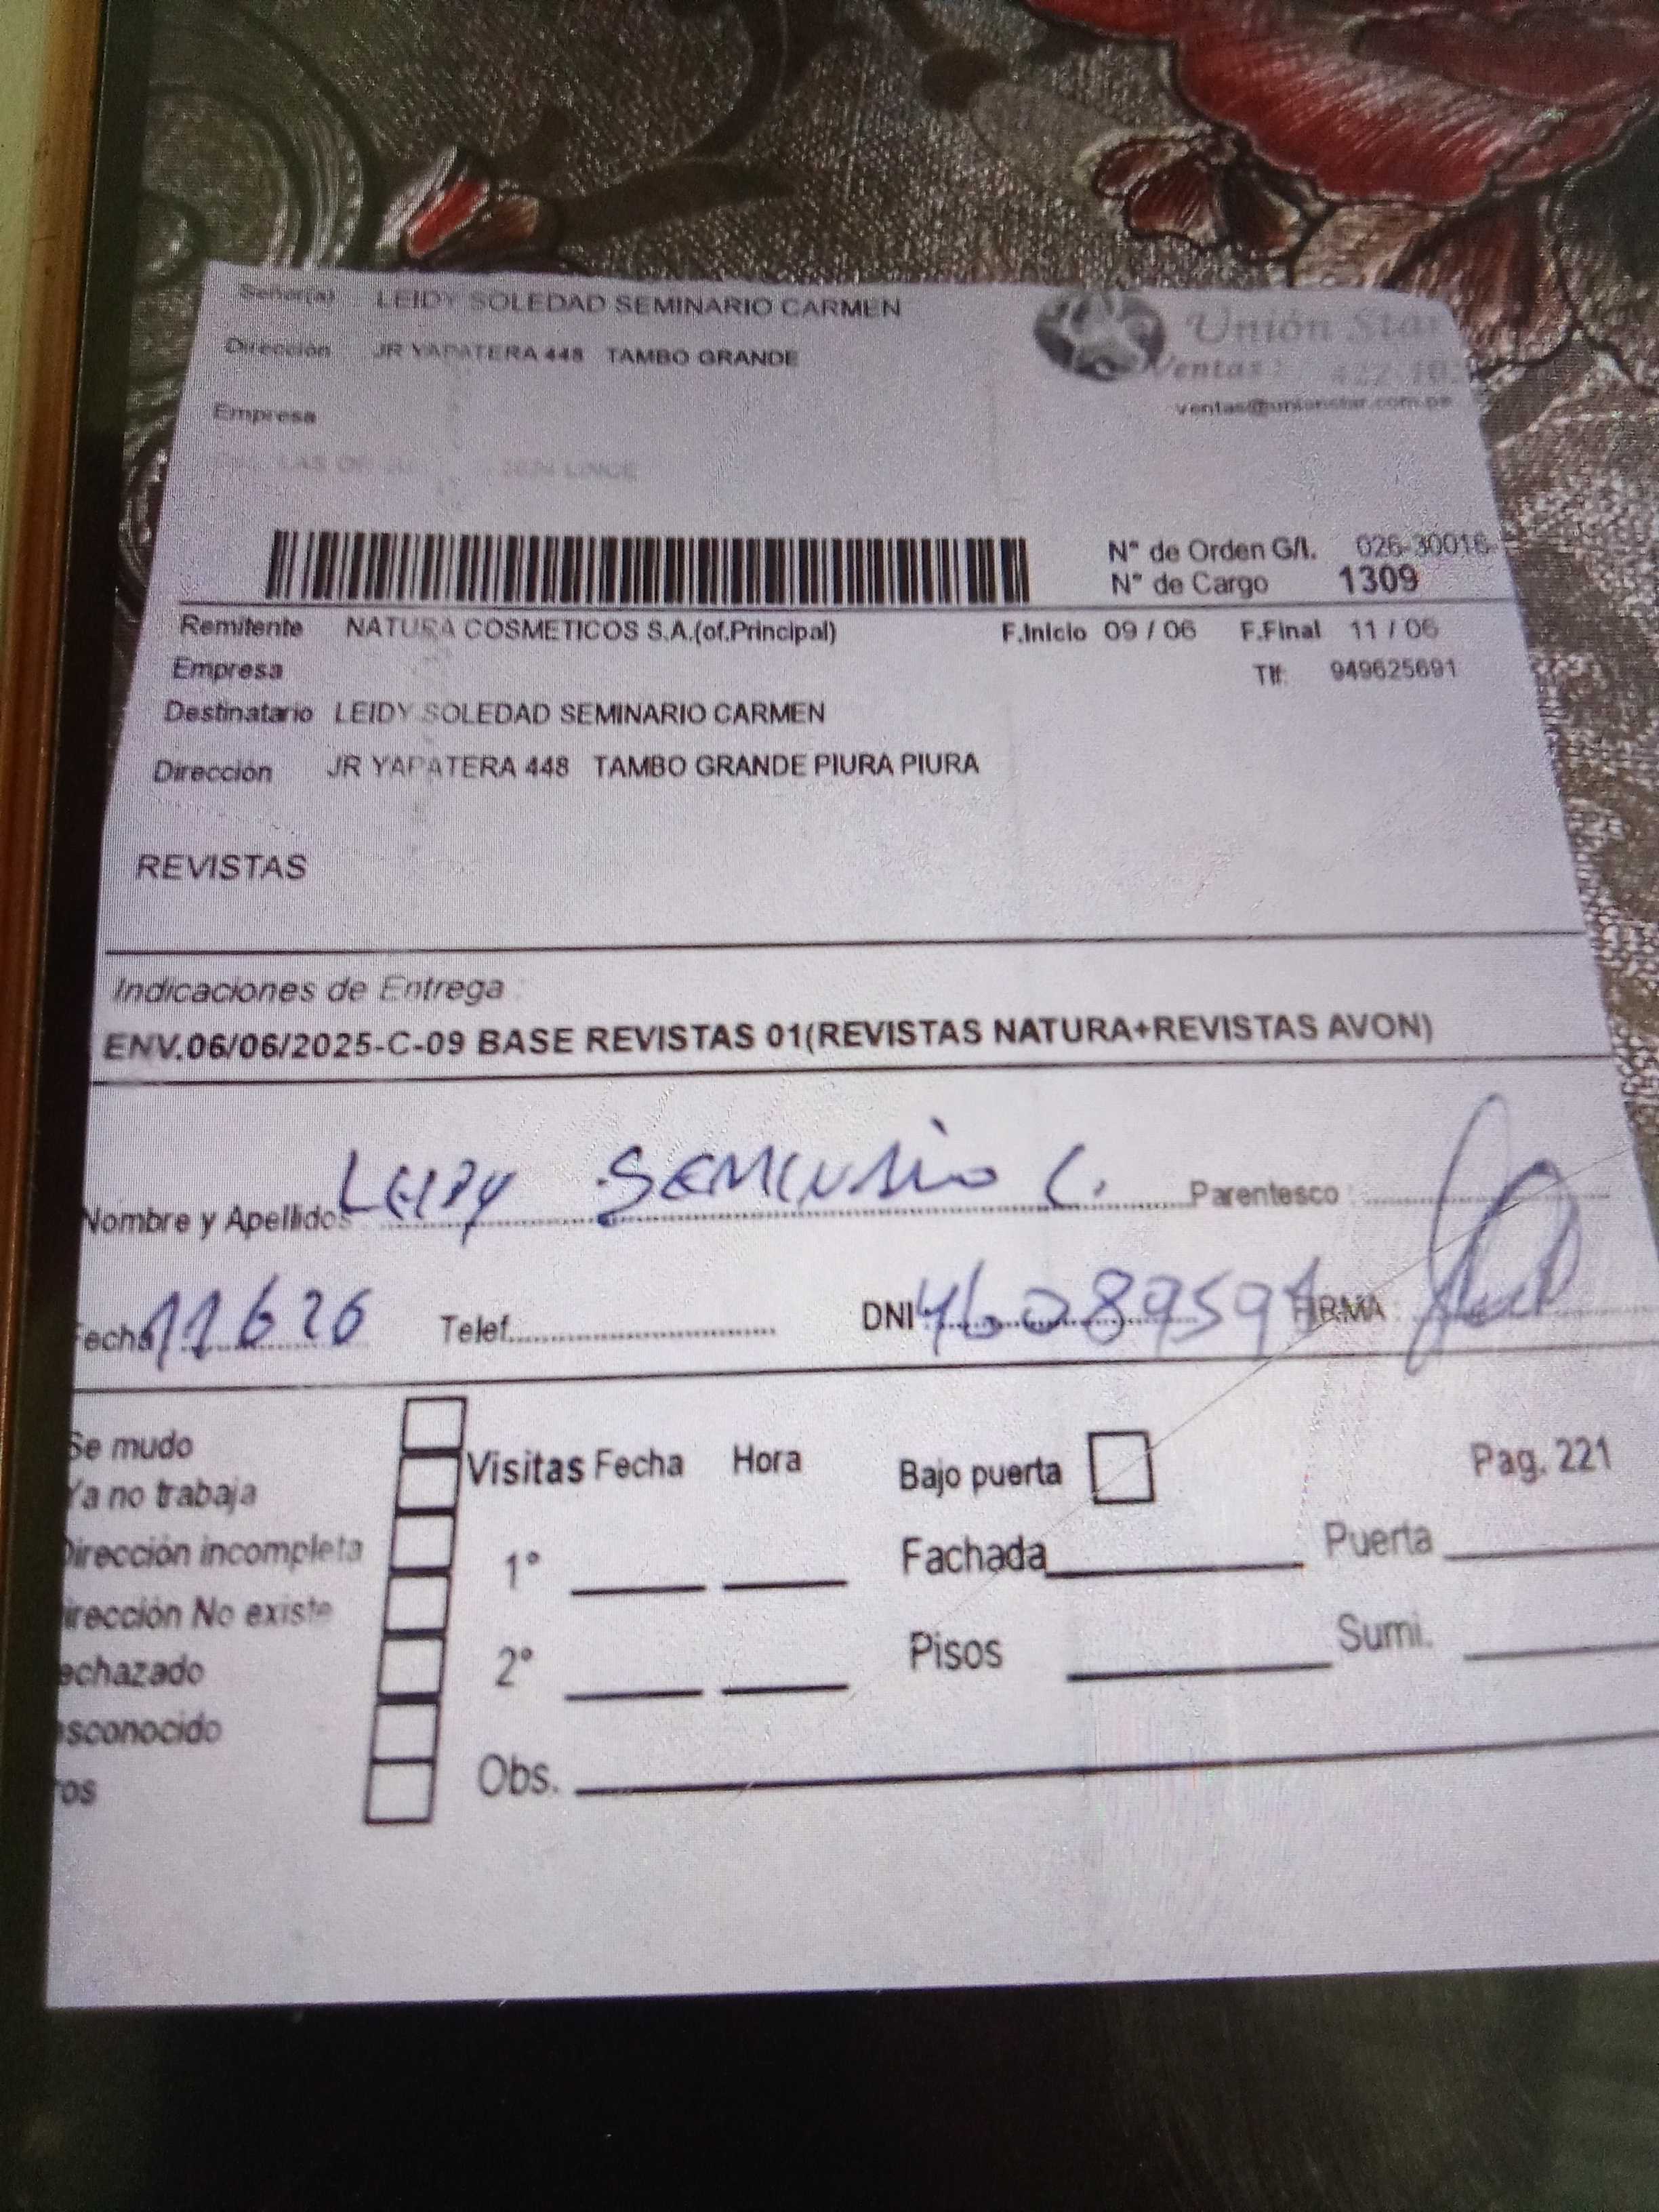 Señor(a) LEIDY SOLEDAD SEMINARIO CARMEN
Dirección JR YAPATERA 448 TAMBO GRANDE
Unión Star
Ventas:
ventas@unionstar.com.pe
Empresa
LINCE
N° de Orden G/I. 026-30016-
N° de Cargo 1309
Remitente NATURA COSMETICOS S.A.(of.Principal) F.Inicio 09 / 06 F.Final 11 / 06
Empresa Tlf: 949625691
Destinatario LEIDY SOLEDAD SEMINARIO CARMEN
Dirección JR YAPATERA 448 TAMBO GRANDE PIURA PIURA
REVISTAS
Indicaciones de Entrega :
ENV.06/06/2025-C-09 BASE REVISTAS 01(REVISTAS NATURA+REVISTAS AVON)
Nombre y Apellidos LEIDY SEMINARIO C. Parentesco :
Fecha 11 6 26 Telef. DNI FIRMA :
Se mudo
Ya no trabaja
Dirección incompleta
irección No existe
echazado
sconocido
ros
Visitas Fecha Hora
1°
2°
Obs.
Bajo puerta Pag. 221
Fachada Puerta
Pisos Sumi.